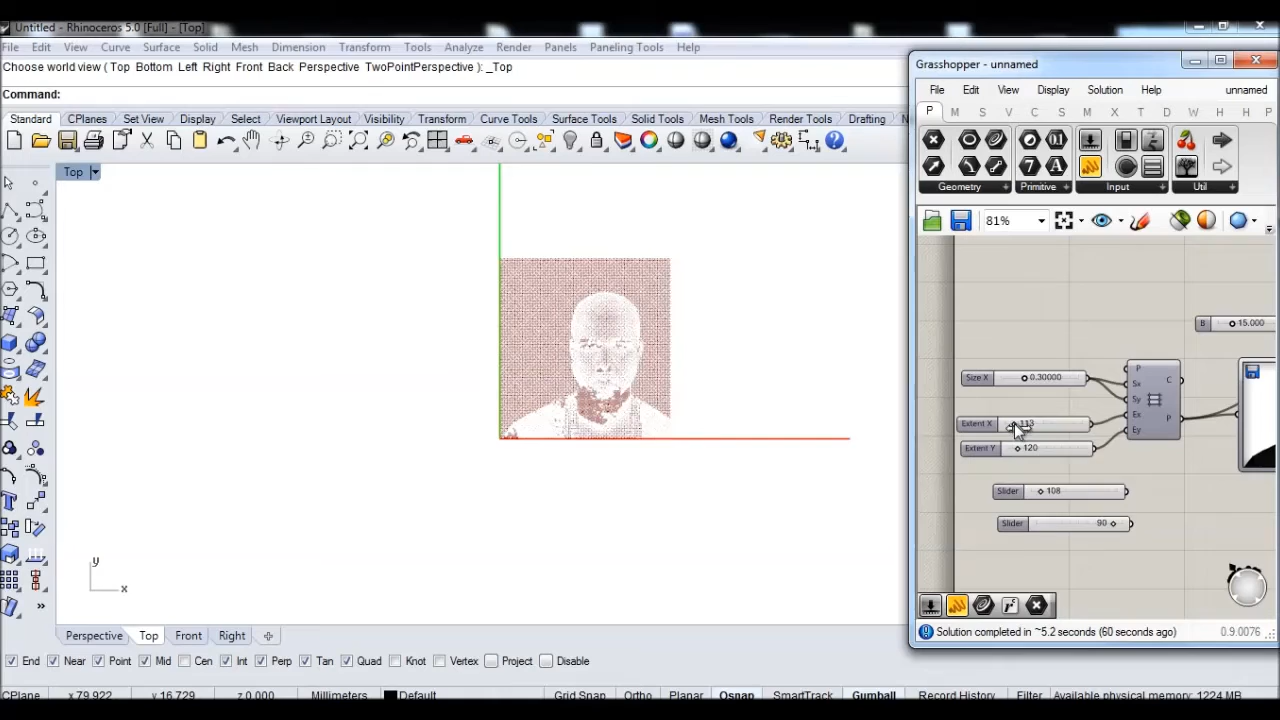 Untitled - Rhinoceros 5.0 [Full] - [Top]
File Edit View Curve Surface Solid Mesh Dimension Transform Tools Analyze Render Panels Paneling Tools Help
Choose world view ( Top Bottom Left Right Front Back Perspective TwoPointPerspective ): _Top
Command:
Standard CPlanes Set View Display Select Viewport Layout Visibility Transform Curve Tools Surface Tools Solid Tools Mesh Tools Render Tools Drafting
Top
y
x
Perspective Top Front Right
End Near Point Mid Cen Int Perp Tan Quad Knot Vertex Project Disable
CPlane x 79.922 y 16.729 z 0.000 Millimeters Default Grid Snap Ortho Planar Osnap SmartTrack Gumball Record History Filter Available physical memory: 1224 MB
Grasshopper - unnamed
File Edit View Display Solution Help unnamed
P M S V C S M X T D W H H P
Geometry Primitive Input Util
81%
B 15.000
Size X 0.30000
Extent X 113
Extent Y 120
P
Sx
Sy
Ex
Ey
C
P
Slider 108
Slider 90
Solution completed in ~5.2 seconds (60 seconds ago) 0.9.0076